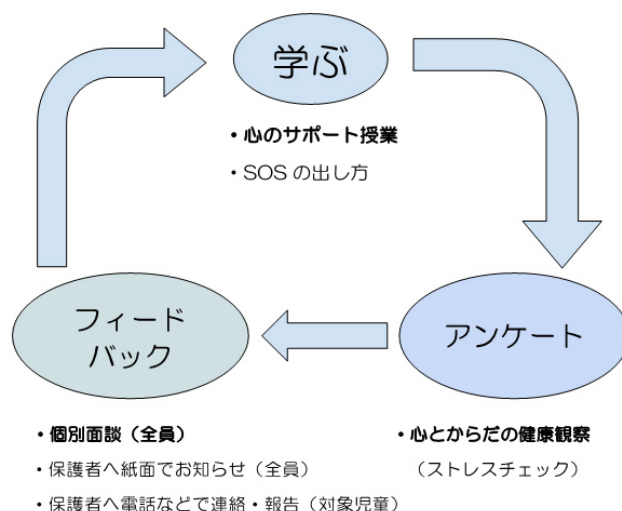 学ぶ
・心のサポート授業
・SOSの出し方
フィード
バック
アンケート
・個別面談（全員）
・保護者へ紙面でお知らせ（全員）
・保護者へ電話などで連絡・報告（対象児童）
・心とからだの健康観察
（ストレスチェック）